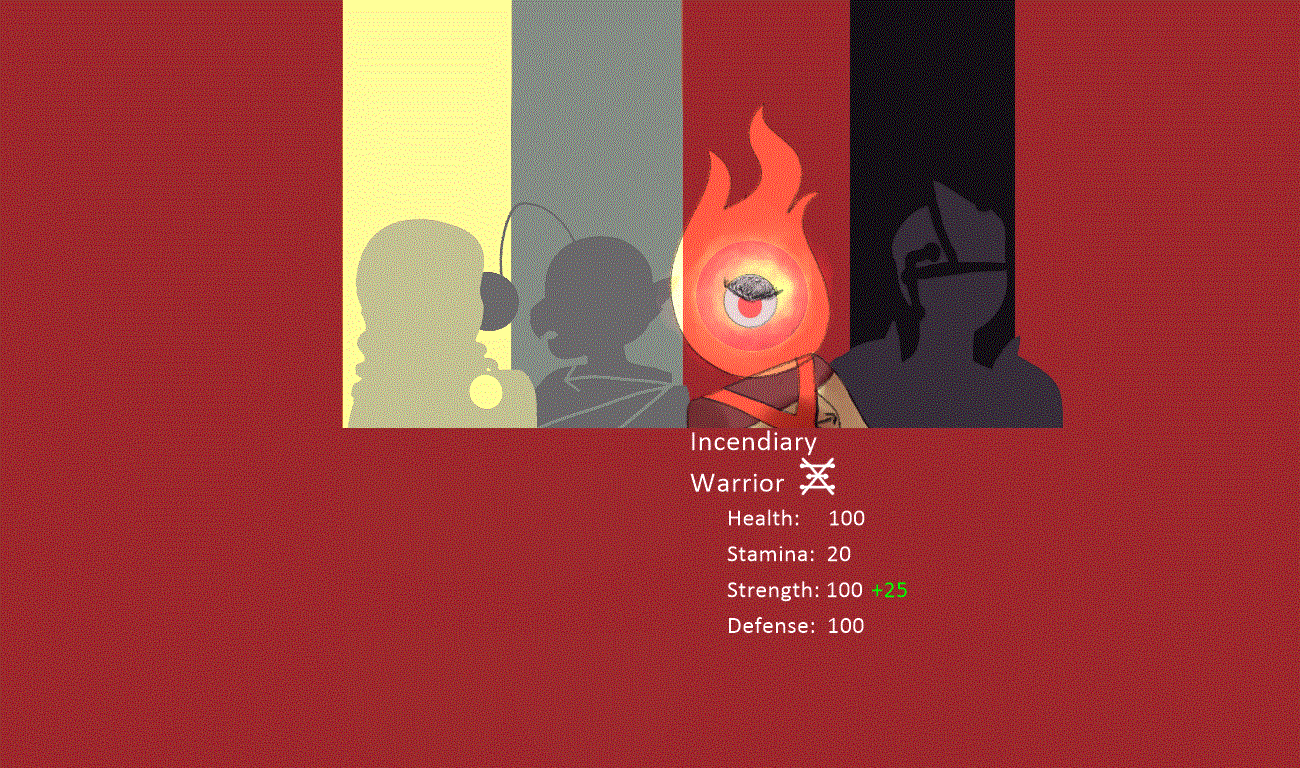 Incendiary
Warrior
Health: 100
Stamina: 20
Strength: 100 +25
Defense: 100